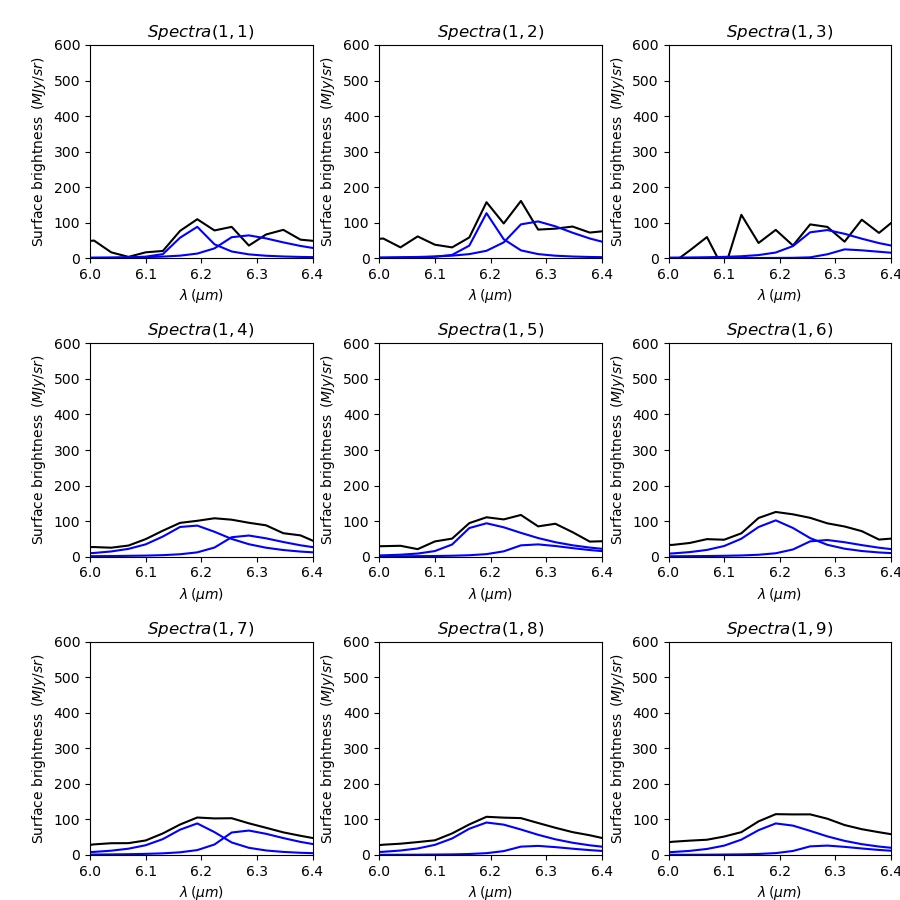 Spectra(1, 1)
Spectra(1, 2)
Spectra(1, 3)
600
500
400
300
200
100
0
Surface brightness (MJy/sr)
6.0 6.1 6.2 6.3 6.4
λ (μm)
600
500
400
300
200
100
0
Surface brightness (MJy/sr)
6.0 6.1 6.2 6.3 6.4
λ (μm)
600
500
400
300
200
100
0
Surface brightness (MJy/sr)
6.0 6.1 6.2 6.3 6.4
λ (μm)
Spectra(1, 4)
Spectra(1, 5)
Spectra(1, 6)
600
500
400
300
200
100
0
Surface brightness (MJy/sr)
6.0 6.1 6.2 6.3 6.4
λ (μm)
600
500
400
300
200
100
0
Surface brightness (MJy/sr)
6.0 6.1 6.2 6.3 6.4
λ (μm)
600
500
400
300
200
100
0
Surface brightness (MJy/sr)
6.0 6.1 6.2 6.3 6.4
λ (μm)
Spectra(1, 7)
Spectra(1, 8)
Spectra(1, 9)
600
500
400
300
200
100
0
Surface brightness (MJy/sr)
6.0 6.1 6.2 6.3 6.4
λ (μm)
600
500
400
300
200
100
0
Surface brightness (MJy/sr)
6.0 6.1 6.2 6.3 6.4
λ (μm)
600
500
400
300
200
100
0
Surface brightness (MJy/sr)
6.0 6.1 6.2 6.3 6.4
λ (μm)